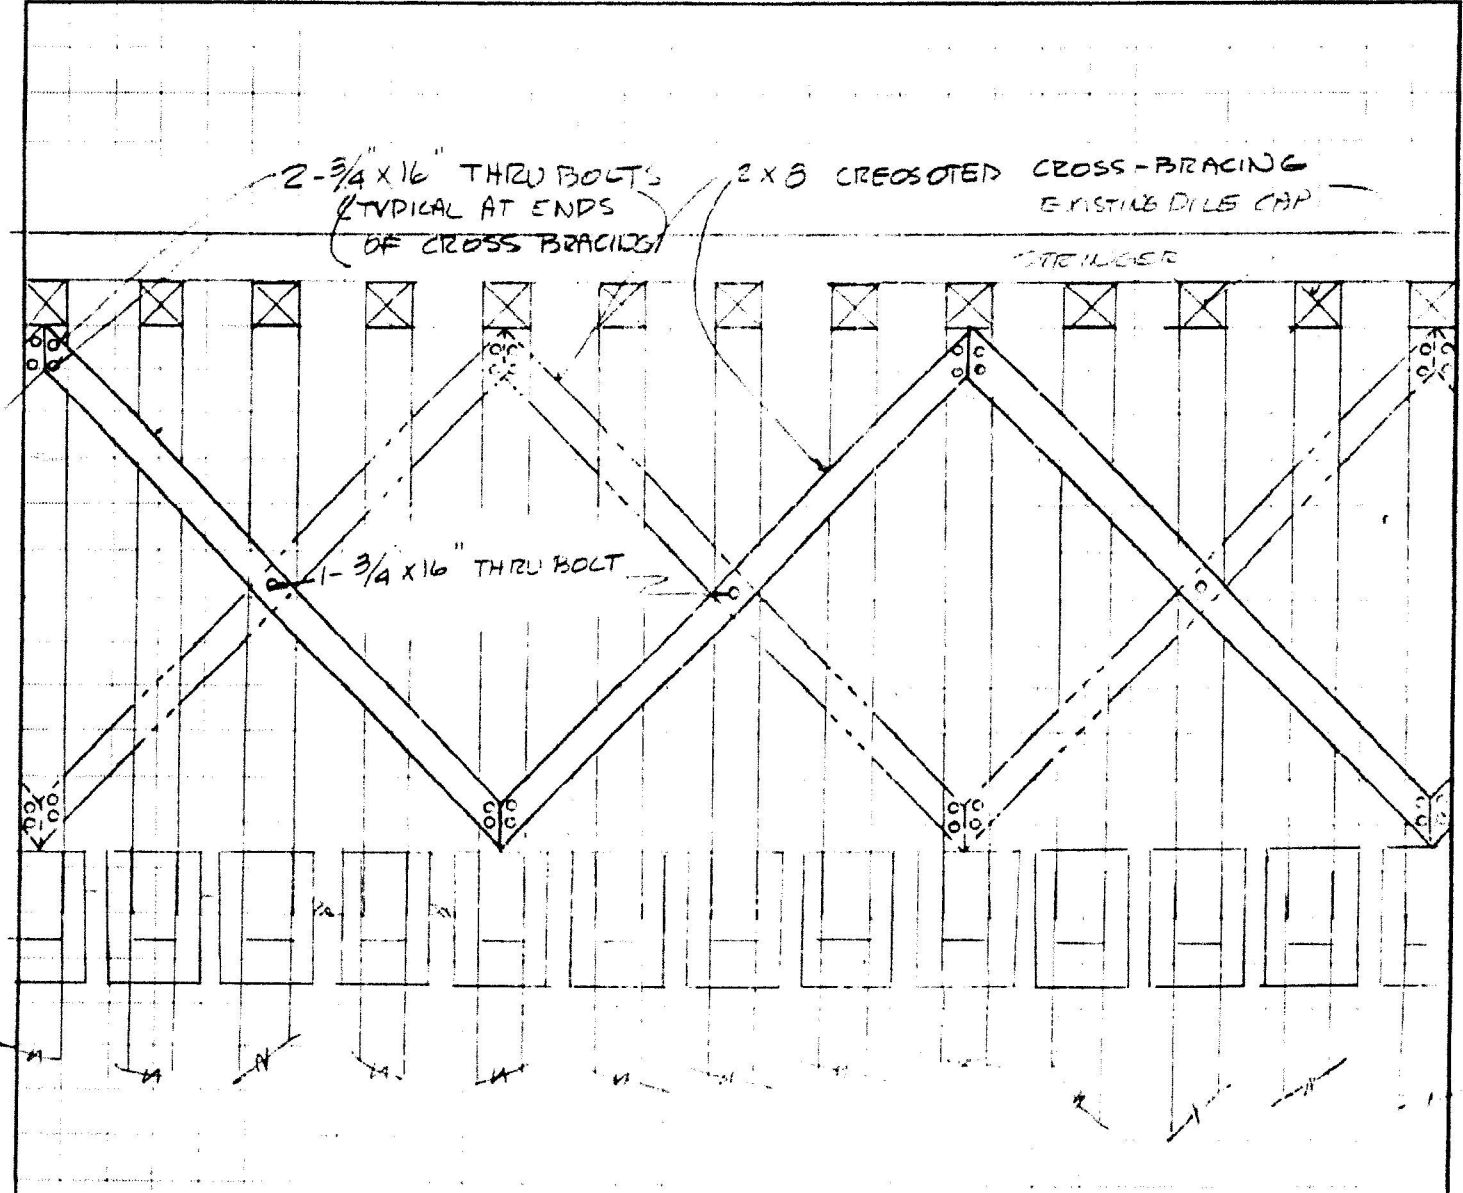 2-3/4" x 16" THRU BOLTS
(TYPICAL AT ENDS
OF CROSS BRACING)
2 x 8 CREOSOTED CROSS-BRACING
EXISTING PILE CAP
STRINGER
1-3/4 x 16" THRU BOLT